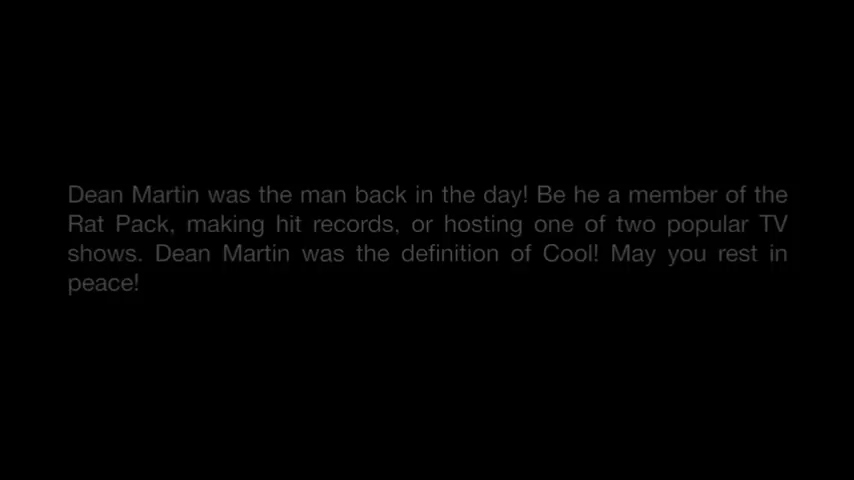 Dean Martin was the man back in the day! Be he a member of the
Rat Pack, making hit records, or hosting one of two popular TV
shows. Dean Martin was the definition of Cool! May you rest in
peace!